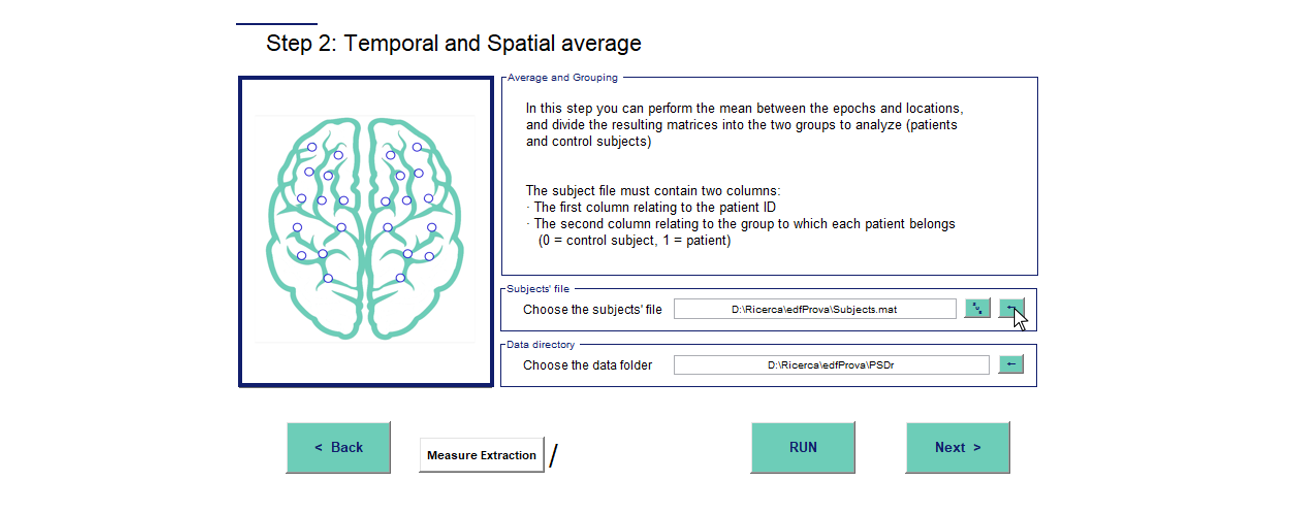 Step 2: Temporal and Spatial average
Average and Grouping
In this step you can perform the mean between the epochs and locations,
and divide the resulting matrices into the two groups to analyze (patients
and control subjects)
The subject file must contain two columns:
· The first column relating to the patient ID
· The second column relating to the group to which each patient belongs
(0 = control subject, 1 = patient)
Subjects' file
Choose the subjects' file
D:\Ricerca\edfProva\Subjects.mat
Data directory
Choose the data folder
D:\Ricerca\edfProva\PSDr
< Back
Measure Extraction /
RUN
Next >